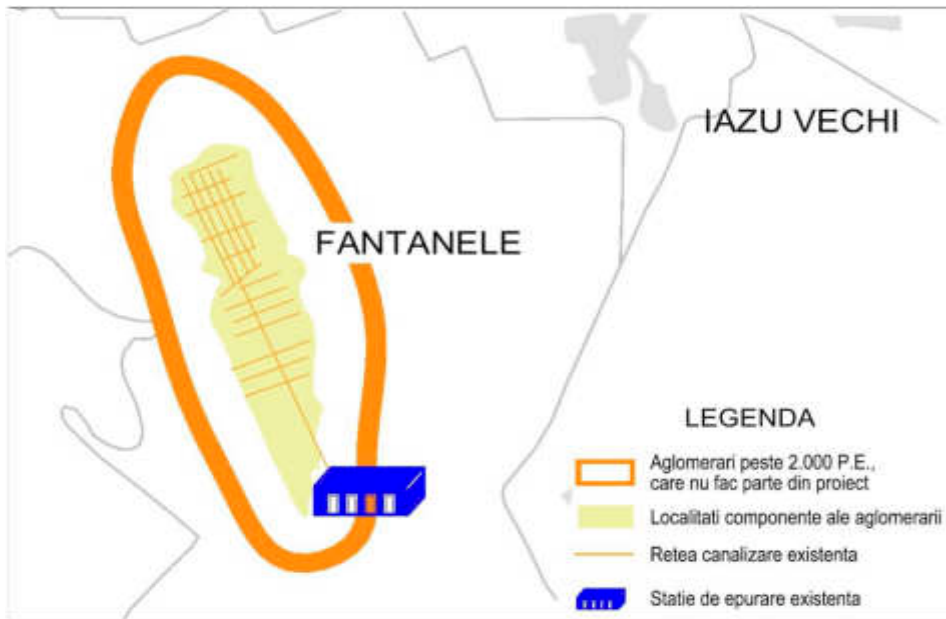 IAZU VECHI
FANTANELE
LEGENDA
Aglomerari peste 2.000 P.E.,
care nu fac parte din proiect
Localitati componente ale aglomerarii
Retea canalizare existenta
Statie de epurare existenta